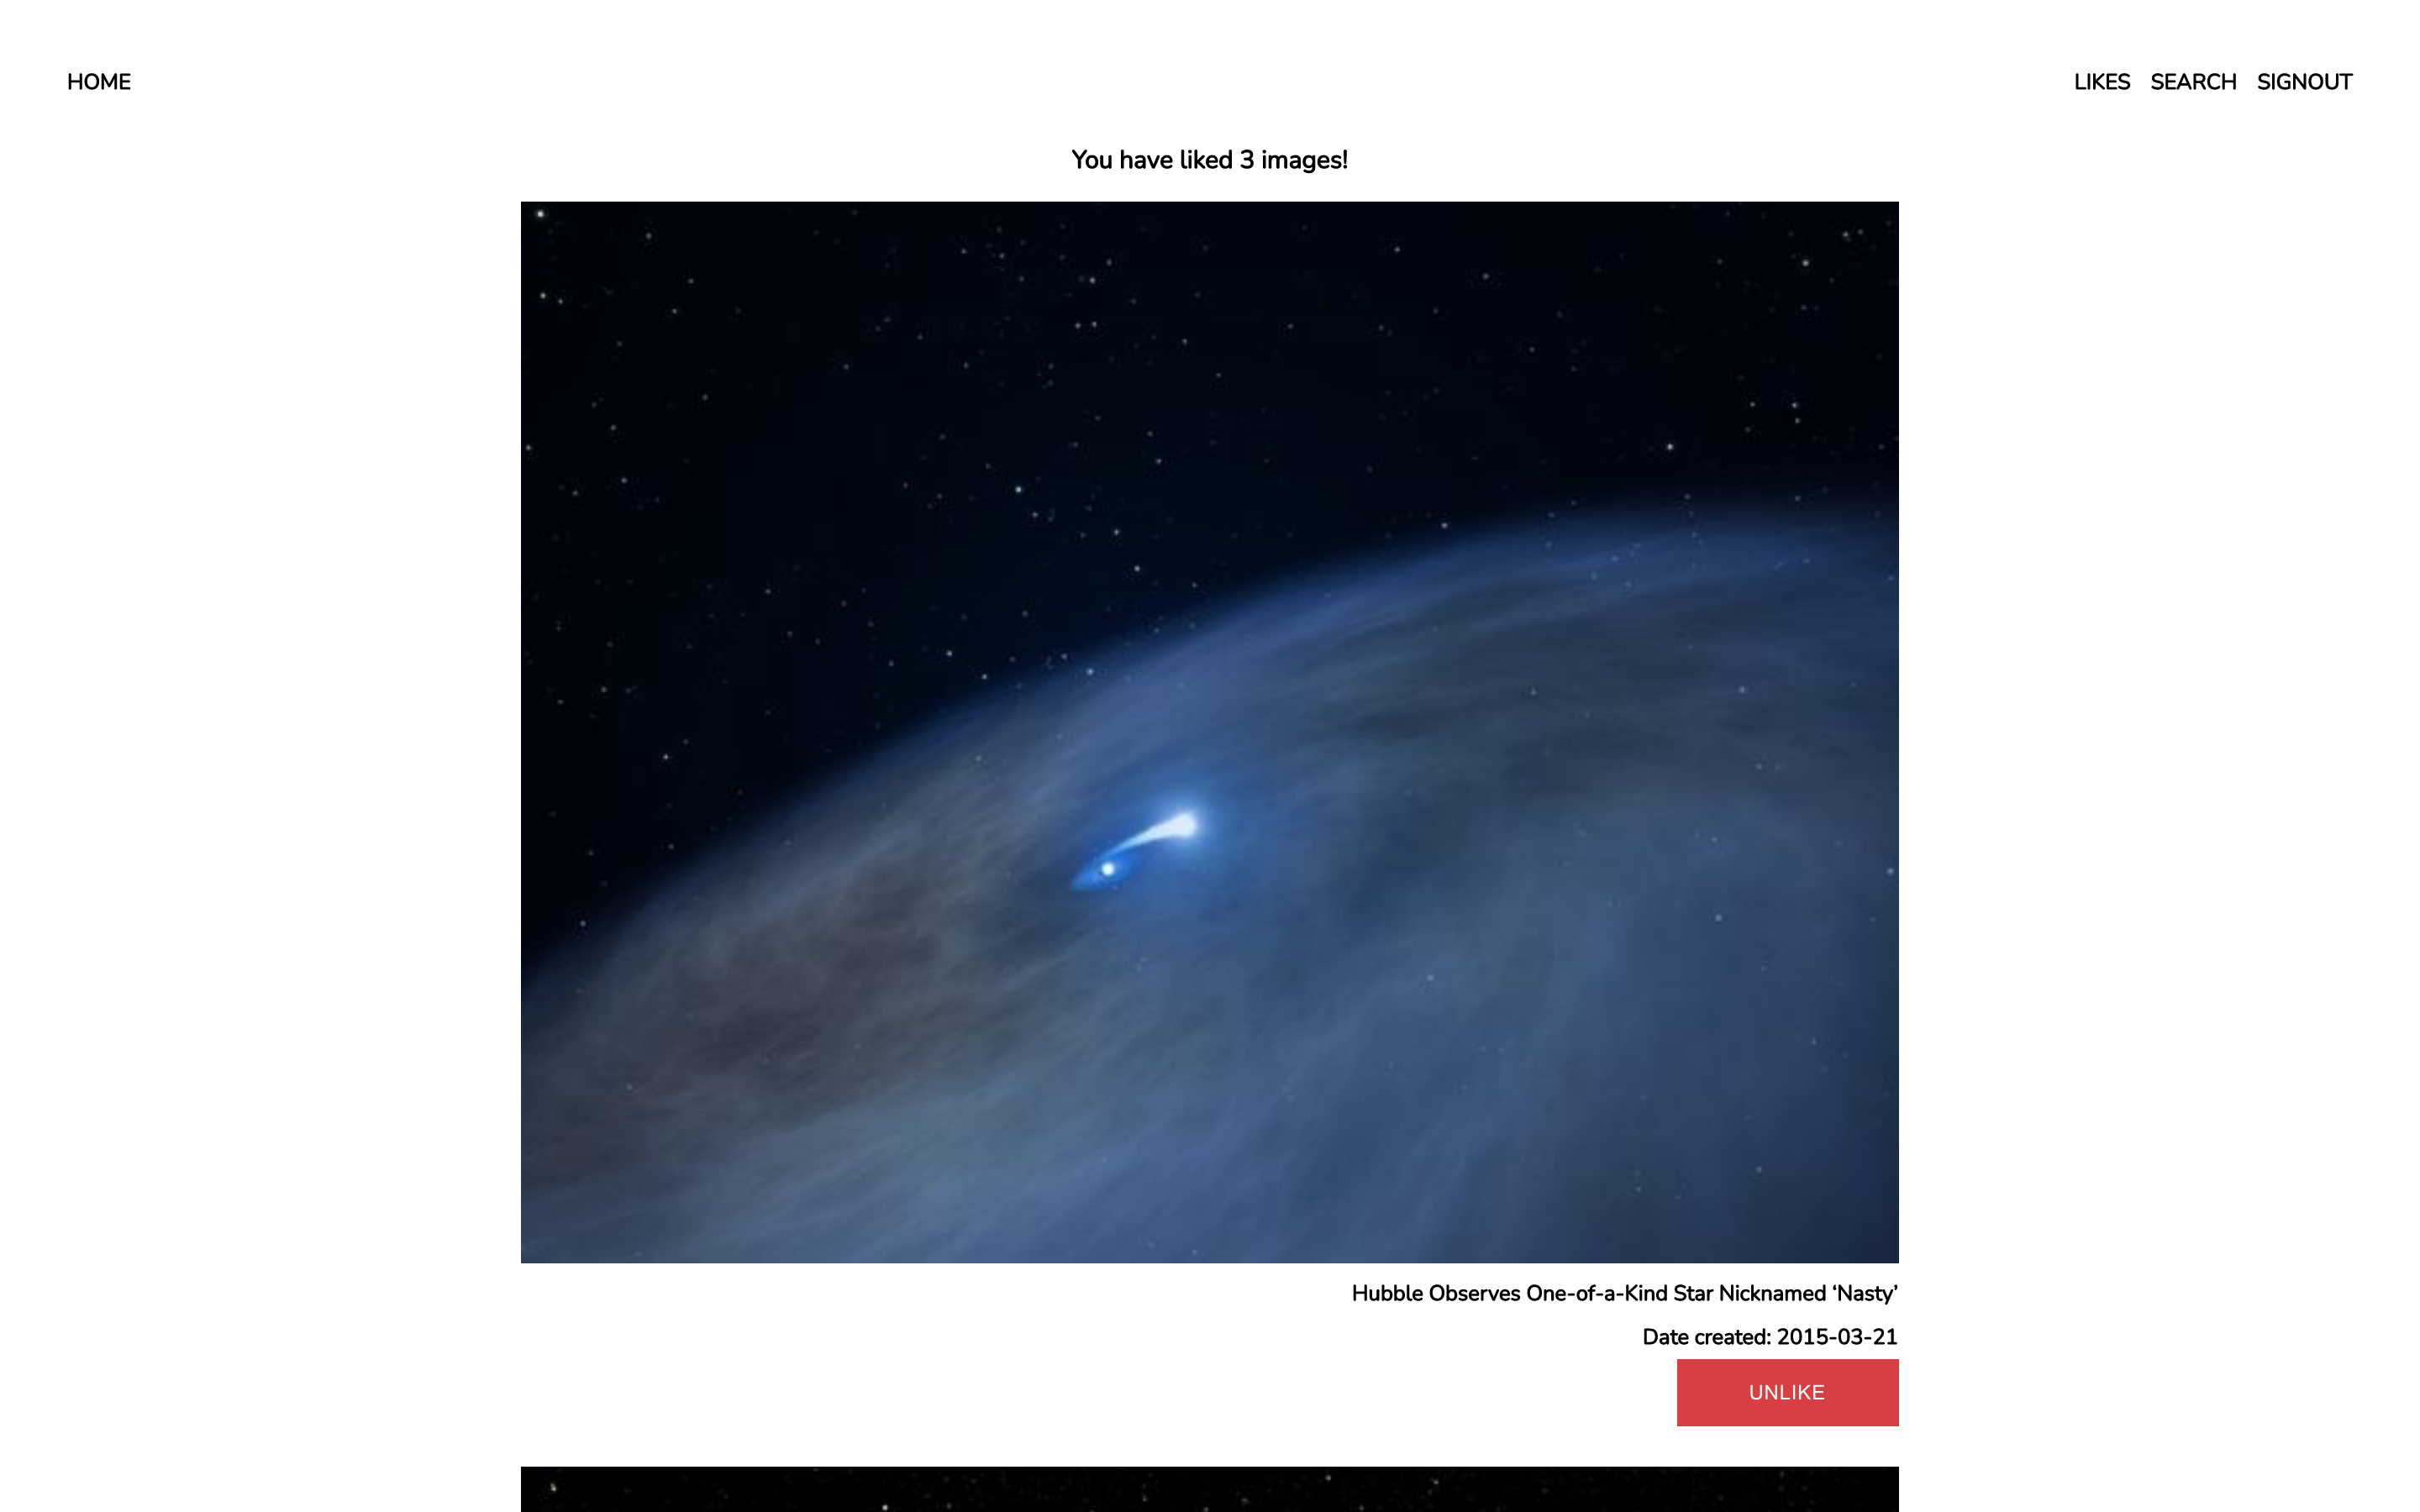 HOME LIKES SEARCH SIGNOUT
You have liked 3 images!
Hubble Observes One-of-a-Kind Star Nicknamed ‘Nasty’
Date created: 2015-03-21
UNLIKE